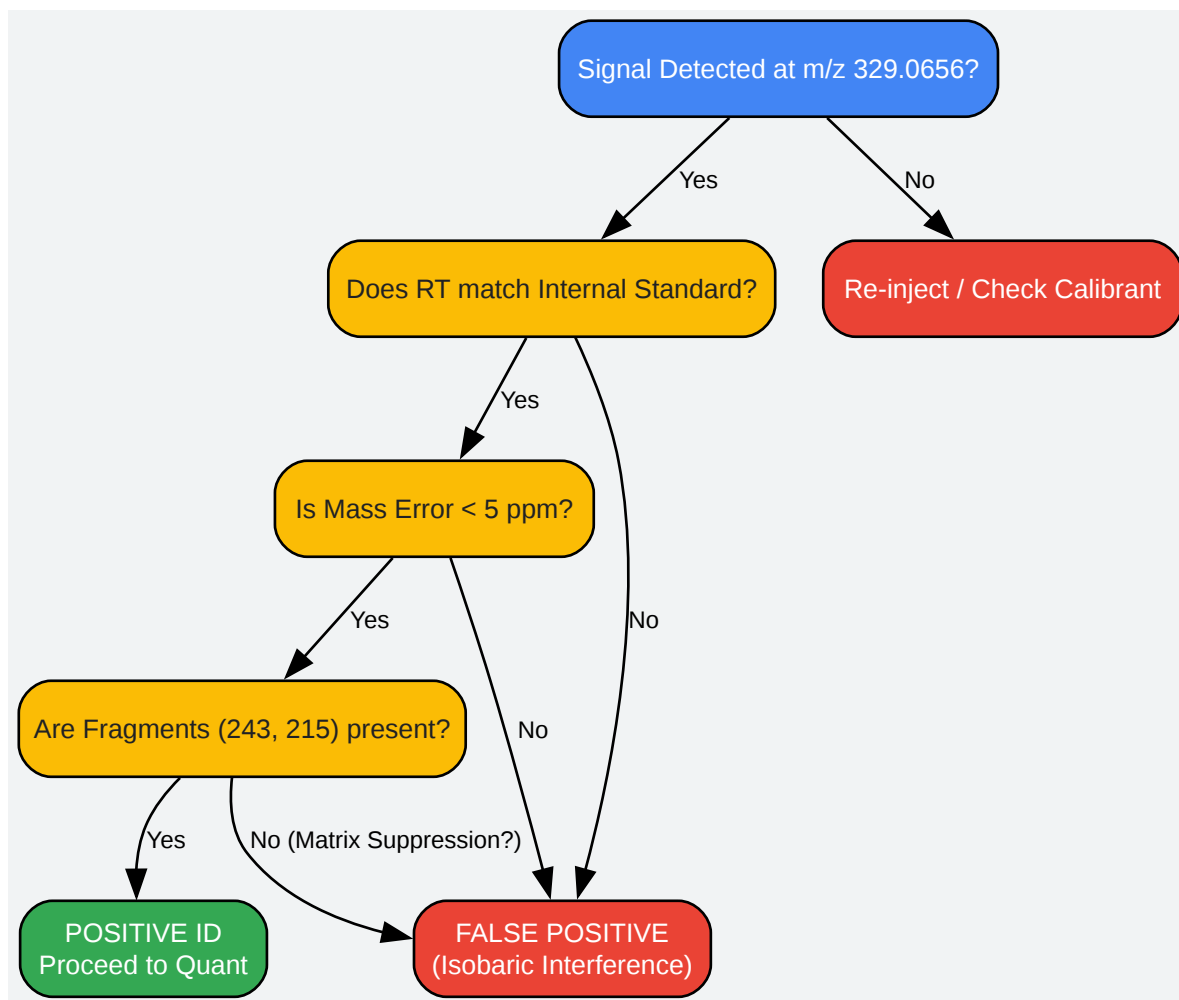 Signal Detected at m/z 329.0656?
Yes
No
Does RT match Internal Standard?
Re-inject / Check Calibrant
Yes
No
Is Mass Error < 5 ppm?
Yes
No
Are Fragments (243, 215) present?
Yes
No (Matrix Suppression?)
POSITIVE ID
Proceed to Quant
FALSE POSITIVE
(Isobaric Interference)